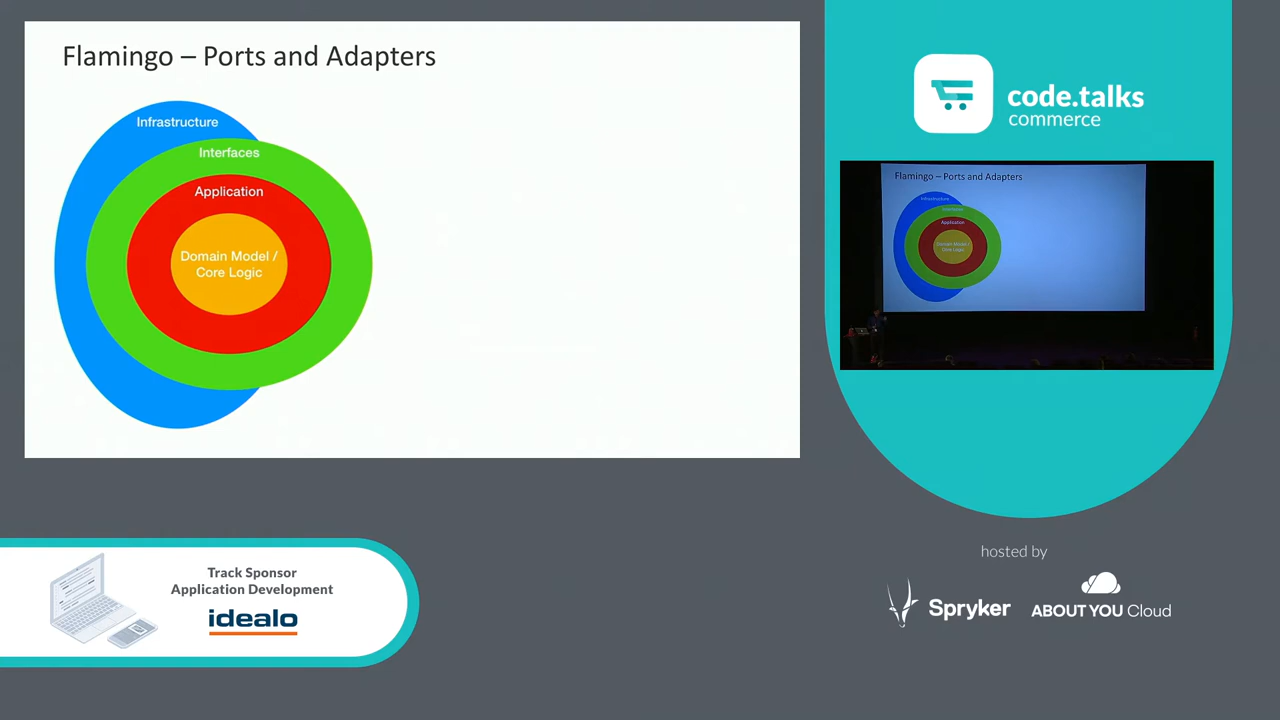 Flamingo – Ports and Adapters
Infrastructure
Interfaces
Application
Domain Model /
Core Logic
code.talks
commerce
Flamingo – Ports and Adapters
Infrastructure
Interfaces
Application
Domain Model /
Core Logic
hosted by
Spryker
ABOUT YOU Cloud
Track Sponsor
Application Development
idealo